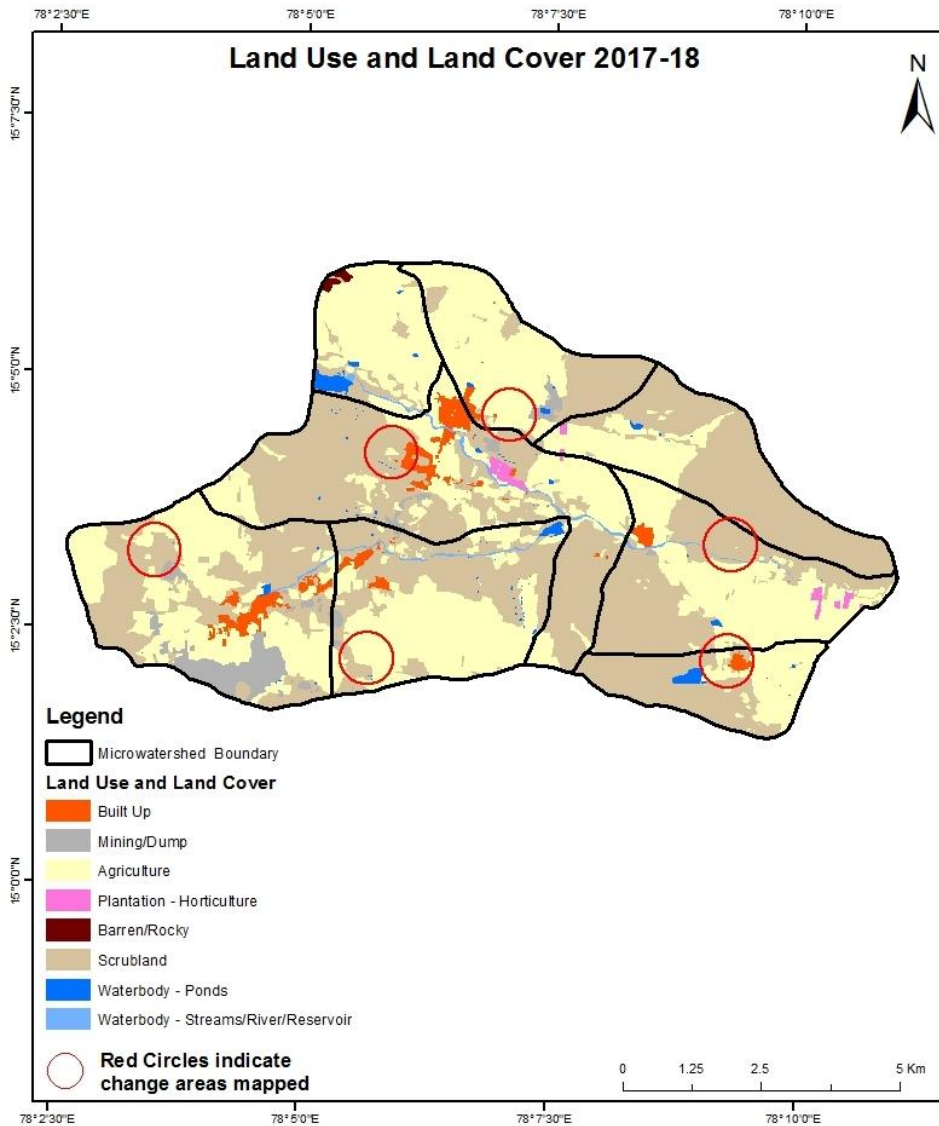 78°2'30"E 78°5'0"E 78°7'30"E 78°10'0"E
Land Use and Land Cover 2017-18
N
15°7'30"N
15°5'0"N
15°2'30"N
15°0'0"N
Legend
Microwatershed Boundary
Land Use and Land Cover
Built Up
Mining/Dump
Agriculture
Plantation - Horticulture
Barren/Rocky
Scrubland
Waterbody - Ponds
Waterbody - Streams/River/Reservoir
Red Circles indicate
change areas mapped
0 1.25 2.5 5 Km
78°2'30"E 78°5'0"E 78°7'30"E 78°10'0"E